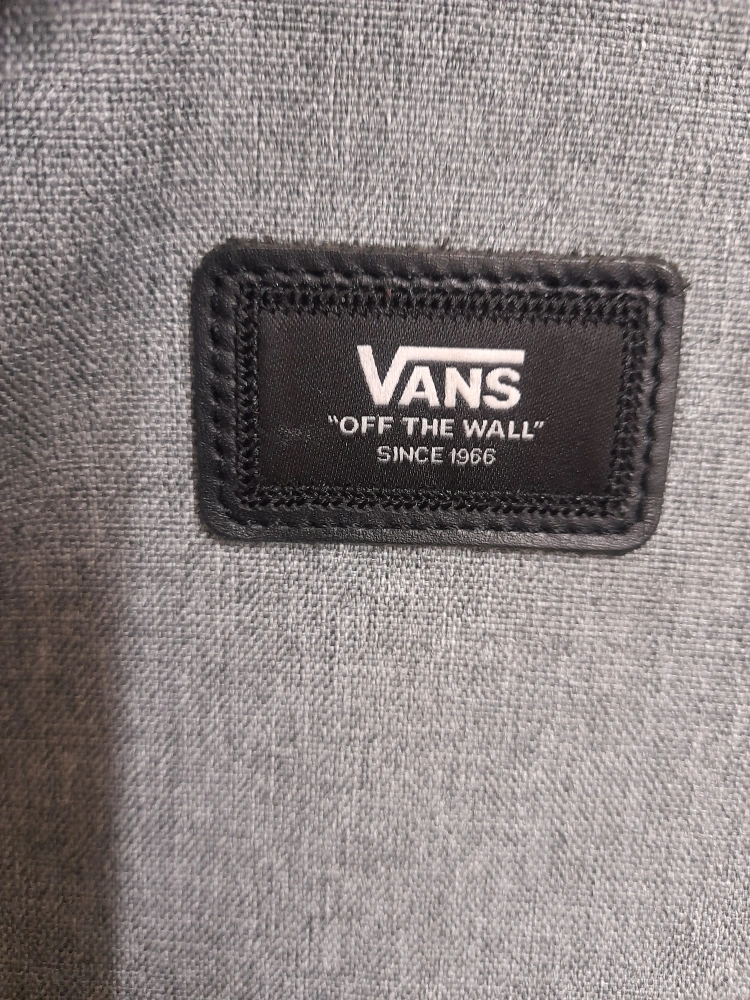 VANS
"OFF THE WALL"
SINCE 1966